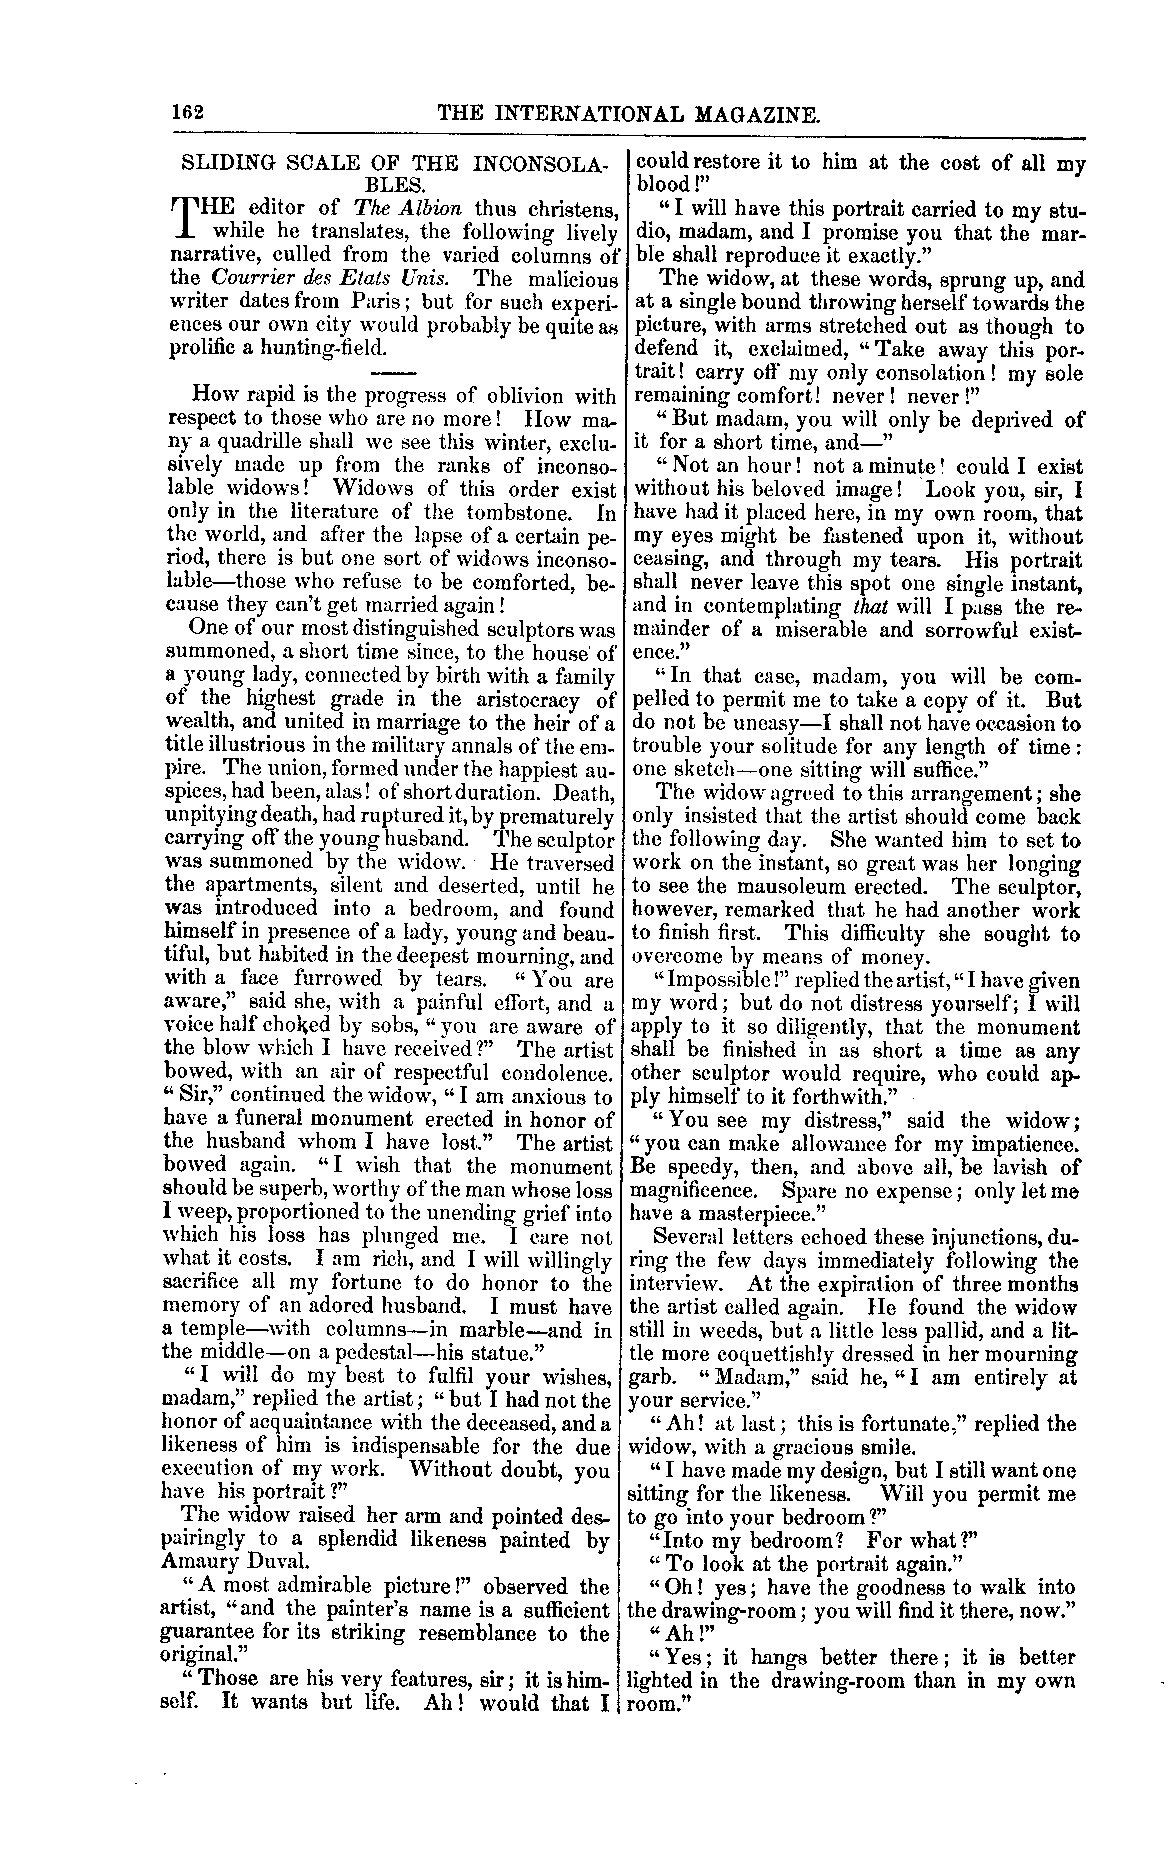 162 THE INTERNATIONAL MAGAZINE.
SLIDING SCALE OF THE INCONSOLA-
BLES.
THE editor of The Albion thus christens,
while he translates, the following lively
narrative, culled from the varied columns of
the Courrier des Etats Unis. The malicious
writer dates from Paris; but for such experi-
ences our own city would probably be quite as
prolific a hunting-field.
How rapid is the progress of oblivion with
respect to those who are no more! How ma-
ny a quadrille shall we see this winter, exclu-
sively made up from the ranks of inconso-
lable widows! Widows of this order exist
only in the literature of the tombstone. In
the world, and after the lapse of a certain pe-
riod, there is but one sort of widows inconso-
lable—those who refuse to be comforted, be-
cause they can't get married again!
One of our most distinguished sculptors was
summoned, a short time since, to the house of
a young lady, connected by birth with a family
of the highest grade in the aristocracy of
wealth, and united in marriage to the heir of a
title illustrious in the military annals of the em-
pire. The union, formed under the happiest au-
spices, had been, alas! of short duration. Death,
unpitying death, had ruptured it, by prematurely
carrying off the young husband. The sculptor
was summoned by the widow. He traversed
the apartments, silent and deserted, until he
was introduced into a bedroom, and found
himself in presence of a lady, young and beau-
tiful, but habited in the deepest mourning, and
with a face furrowed by tears. "You are
aware," said she, with a painful effort, and a
voice half choked by sobs, "you are aware of
the blow which I have received?" The artist
bowed, with an air of respectful condolence.
"Sir," continued the widow, "I am anxious to
have a funeral monument erected in honor of
the husband whom I have lost." The artist
bowed again. "I wish that the monument
should be superb, worthy of the man whose loss
I weep, proportioned to the unending grief into
which his loss has plunged me. I care not
what it costs. I am rich, and I will willingly
sacrifice all my fortune to do honor to the
memory of an adored husband. I must have
a temple—with columns—in marble—and in
the middle—on a pedestal—his statue."
"I will do my best to fulfil your wishes,
madam," replied the artist; "but I had not the
honor of acquaintance with the deceased, and a
likeness of him is indispensable for the due
execution of my work. Without doubt, you
have his portrait?"
The widow raised her arm and pointed des-
pairingly to a splendid likeness painted by
Amaury Duval.
"A most admirable picture!" observed the
artist, "and the painter's name is a sufficient
guarantee for its striking resemblance to the
original."
"Those are his very features, sir; it is him-
self. It wants but life. Ah! would that I
could restore it to him at the cost of all my
blood!"
"I will have this portrait carried to my stu-
dio, madam, and I promise you that the mar-
ble shall reproduce it exactly."
The widow, at these words, sprung up, and
at a single bound throwing herself towards the
picture, with arms stretched out as though to
defend it, exclaimed, "Take away this por-
trait! carry off my only consolation! my sole
remaining comfort! never! never!"
"But madam, you will only be deprived of
it for a short time, and—"
"Not an hour! not a minute! could I exist
without his beloved image! Look you, sir, I
have had it placed here, in my own room, that
my eyes might be fastened upon it, without
ceasing, and through my tears. His portrait
shall never leave this spot one single instant,
and in contemplating that will I pass the re-
mainder of a miserable and sorrowful exist-
ence."
"In that case, madam, you will be com-
pelled to permit me to take a copy of it. But
do not be uneasy—I shall not have occasion to
trouble your solitude for any length of time:
one sketch—one sitting will suffice."
The widow agreed to this arrangement; she
only insisted that the artist should come back
the following day. She wanted him to set to
work on the instant, so great was her longing
to see the mausoleum erected. The sculptor,
however, remarked that he had another work
to finish first. This difficulty she sought to
overcome by means of money.
"Impossible!" replied the artist, "I have given
my word; but do not distress yourself; I will
apply to it so diligently, that the monument
shall be finished in as short a time as any
other sculptor would require, who could ap-
ply himself to it forthwith."
"You see my distress," said the widow;
"you can make allowance for my impatience.
Be speedy, then, and above all, be lavish of
magnificence. Spare no expense; only let me
have a masterpiece."
Several letters echoed these injunctions, du-
ring the few days immediately following the
interview. At the expiration of three months
the artist called again. He found the widow
still in weeds, but a little less pallid, and a lit-
tle more coquettishly dressed in her mourning
garb. "Madam," said he, "I am entirely at
your service."
"Ah! at last; this is fortunate," replied the
widow, with a gracious smile.
"I have made my design, but I still want one
sitting for the likeness. Will you permit me
to go into your bedroom?"
"Into my bedroom? For what?"
"To look at the portrait again."
"Oh! yes; have the goodness to walk into
the drawing-room; you will find it there, now."
"Ah!"
"Yes; it hangs better there; it is better
lighted in the drawing-room than in my own
room."